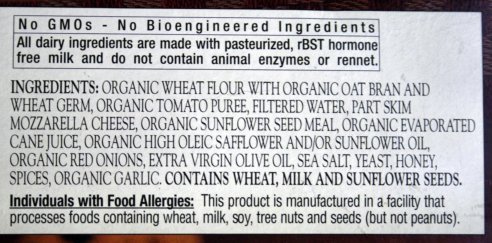 No GMOs - No Bioengineered Ingredients
All dairy ingredients are made with pasteurized, rBST hormone
free milk and do not contain animal enzymes or rennet.
INGREDIENTS: ORGANIC WHEAT FLOUR WITH ORGANIC OAT BRAN AND
WHEAT GERM, ORGANIC TOMATO PUREE, FILTERED WATER, PART SKIM
MOZZARELLA CHEESE, ORGANIC SUNFLOWER SEED MEAL, ORGANIC EVAPORATED
CANE JUICE, ORGANIC HIGH OLEIC SAFFLOWER AND/OR SUNFLOWER OIL,
ORGANIC RED ONIONS, EXTRA VIRGIN OLIVE OIL, SEA SALT, YEAST, HONEY,
SPICES, ORGANIC GARLIC. CONTAINS WHEAT, MILK AND SUNFLOWER SEEDS.
Individuals with Food Allergies: This product is manufactured in a facility that
processes foods containing wheat, milk, soy, tree nuts and seeds (but not peanuts).